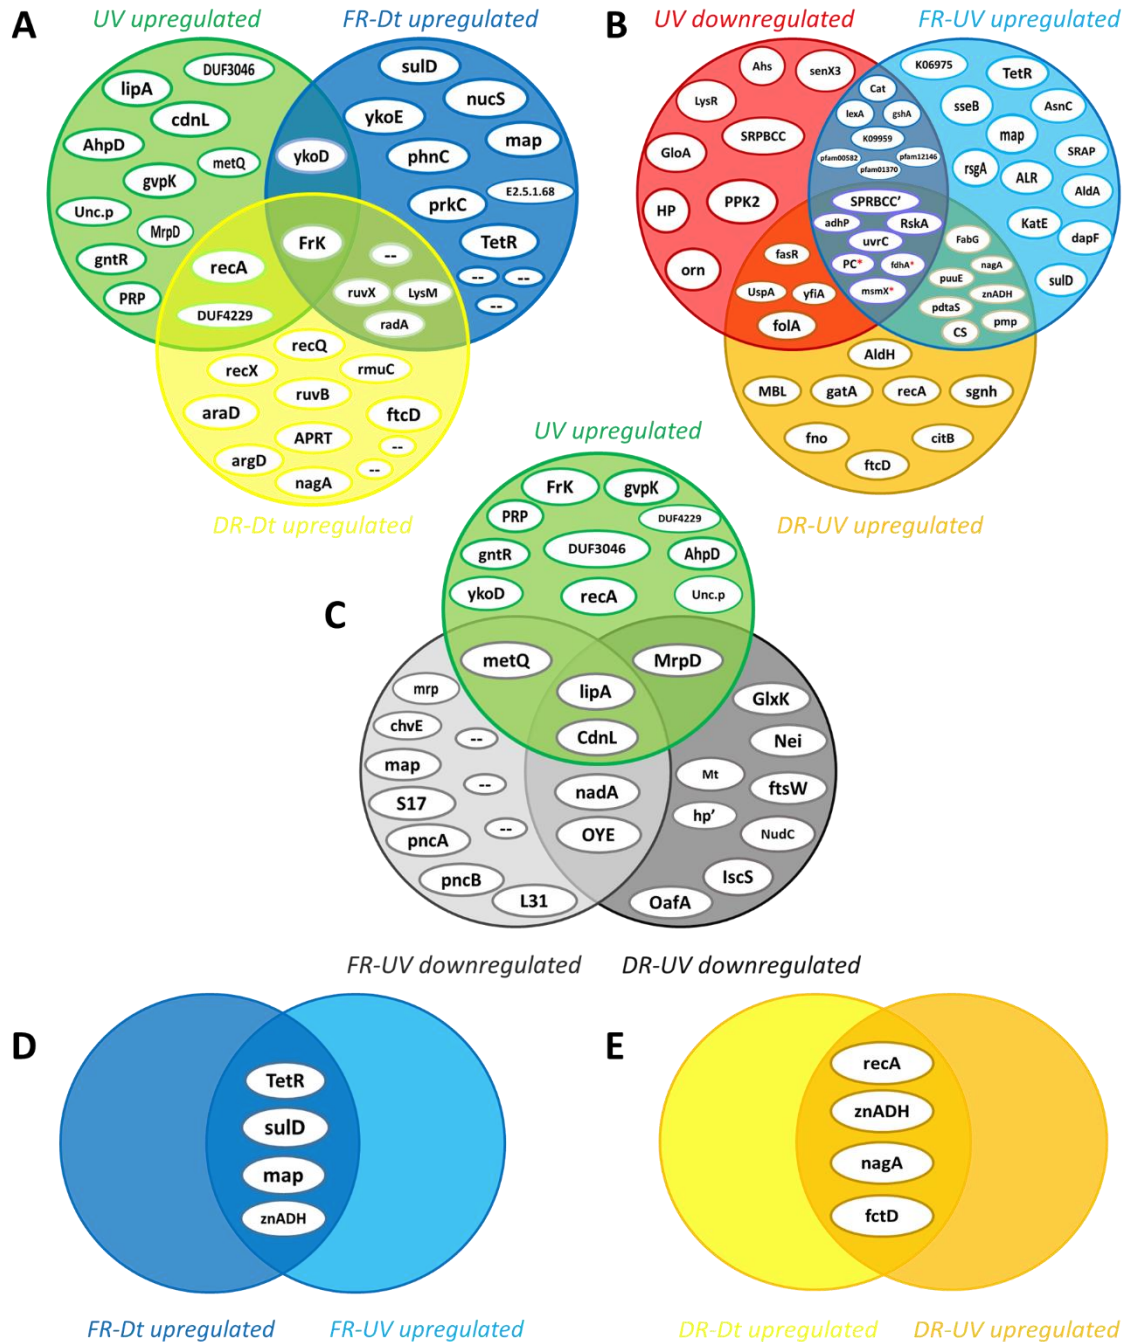 A
UV upregulated
FR-Dt upregulated
lipA
DUF3046
cdnL
AhpD
metQ
gvpK
Unc.p
MrpD
gntR
PRP
ykoD
sulD
nucS
ykoE
map
phnC
E2.5.1.68
prkC
TetR
--
--
--
recA
DUF4229
FrK
--
ruvX
LysM
radA
recQ
recX
rmuC
ruvB
araD
ftcD
APRT
--
argD
--
nagA
DR-Dt upregulated
B
UV downregulated
FR-UV upregulated
Ahs
senX3
LysR
SRPBCC
GloA
PPK2
HP
orn
Cat
lexA
gshA
K09959
pfam00582
pfam12146
pfam01370
K06975
TetR
sseB
AsnC
map
SRAP
rsgA
ALR
AldA
KatE
dapF
sulD
SPRBCC'
adhP
RskA
uvrC
PC*
fdhA*
msmX*
fasR
UspA
yfiA
folA
FabG
nagA
puuE
znADH
pdtaS
pmp
CS
AldH
MBL
gatA
recA
sgnh
fno
citB
ftcD
DR-UV upregulated
C
UV upregulated
FrK
gvpK
PRP
DUF4229
gntR
DUF3046
AhpD
ykoD
recA
Unc.p
metQ
MrpD
lipA
CdnL
mrp
chvE
--
map
--
S17
--
pncA
pncB
L31
nadA
OYE
GlxK
Nei
Mt
ftsW
hp'
NudC
IscS
OafA
FR-UV downregulated
DR-UV downregulated
D
TetR
sulD
map
znADH
FR-Dt upregulated
FR-UV upregulated
E
recA
znADH
nagA
fctD
DR-Dt upregulated
DR-UV upregulated